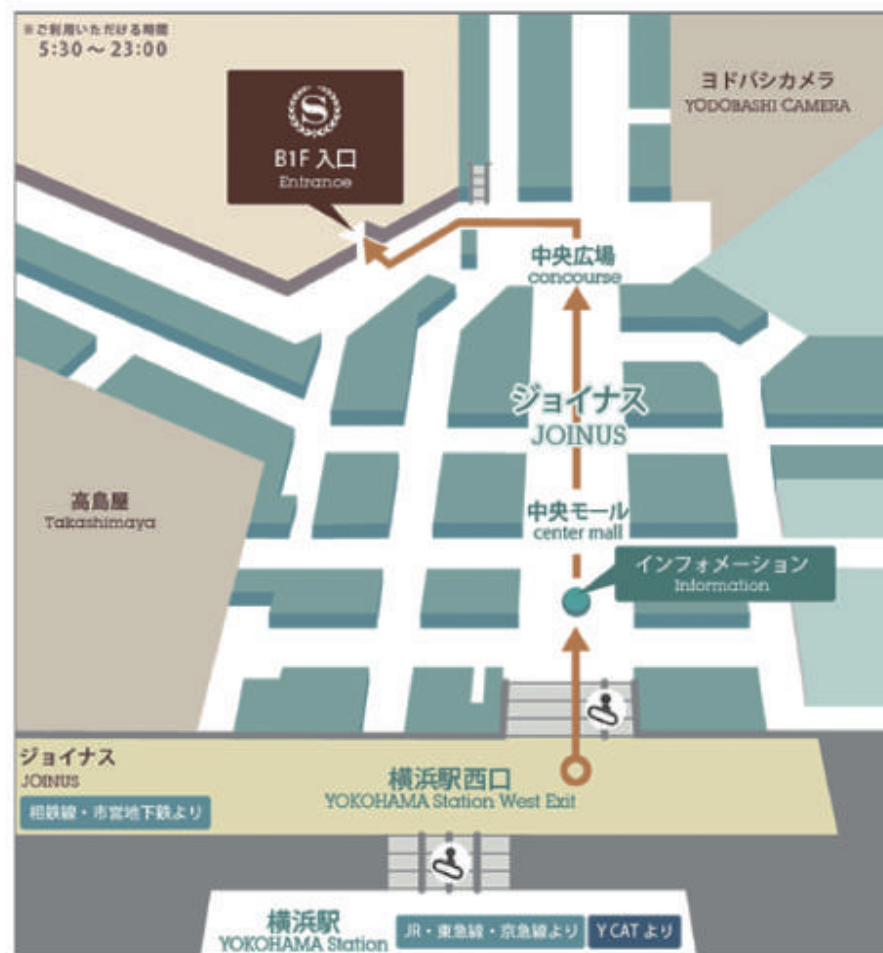 ※ご利用いただける時間
5:30～23:00
ヨドバシカメラ
YODOBASHI CAMERA
S
B1F 入口
Entrance
中央広場
concourse
ジョイナス
JOINUS
高島屋
Takashimaya
中央モール
center mall
インフォメーション
Information
ジョイナス
JOINUS
相鉄線・市営地下鉄より
横浜駅西口
YOKOHAMA Station West Exit
横浜駅
YOKOHAMA Station
JR・東急線・京急線より
YCAT より